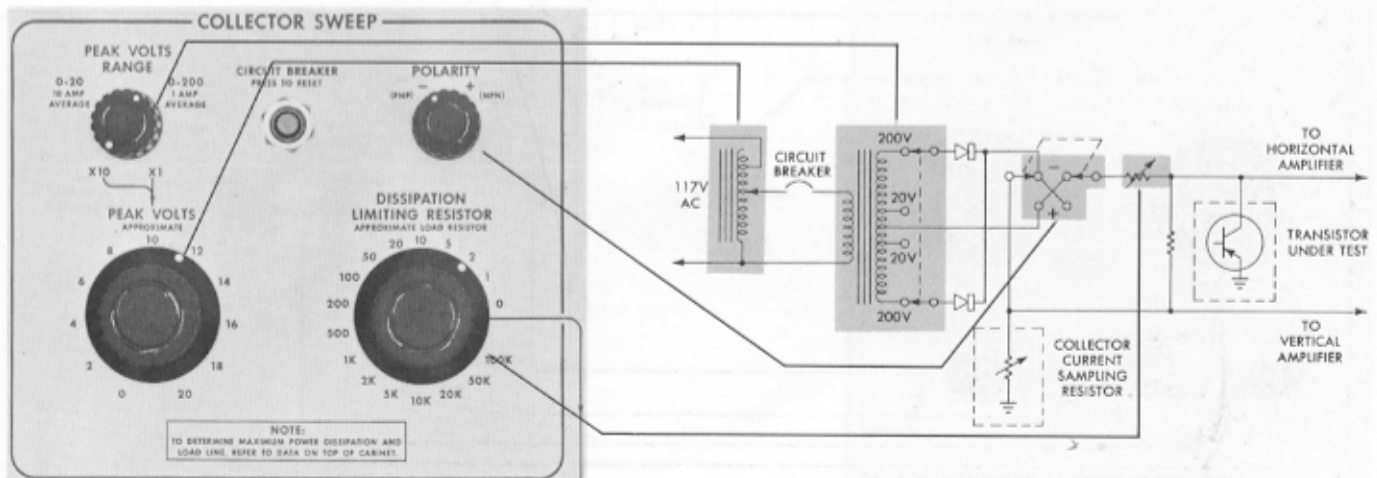 COLLECTOR SWEEP
PEAK VOLTS
RANGE
0-20
10 AMP
AVERAGE
0-200
1 AMP
AVERAGE
X10
X1
CIRCUIT BREAKER
PRESS TO RESET
POLARITY
−
+
(PNP)
(NPN)
PEAK VOLTS
APPROXIMATE
0
2
4
6
8
10
12
14
16
18
20
DISSIPATION
LIMITING RESISTOR
APPROXIMATE LOAD RESISTOR
0
1
2
5
10
20
50
100
200
500
1K
2K
5K
10K
20K
50K
100K
NOTE:
TO DETERMINE MAXIMUM POWER DISSIPATION AND
LOAD LINE, REFER TO DATA ON TOP OF CABINET.
117V
AC
CIRCUIT
BREAKER
200V
20V
20V
200V
−
+
TO
HORIZONTAL
AMPLIFIER
TRANSISTOR
UNDER TEST
TO
VERTICAL
AMPLIFIER
COLLECTOR
CURRENT
SAMPLING
RESISTOR